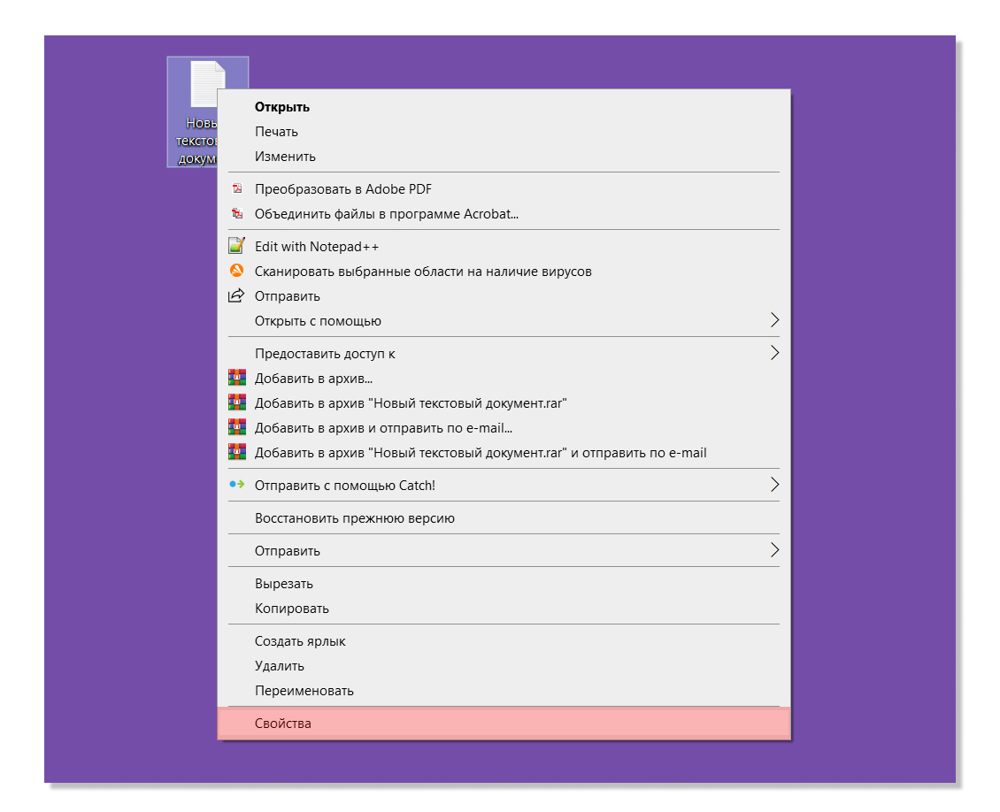 Открыть
Печать
Изменить
Преобразовать в Adobe PDF
Объединить файлы в программе Acrobat...
Edit with Notepad++
Сканировать выбранные области на наличие вирусов
Отправить
Открыть с помощью
Предоставить доступ к
Добавить в архив...
Добавить в архив "Новый текстовый документ.rar"
Добавить в архив и отправить по e-mail...
Добавить в архив "Новый текстовый документ.rar" и отправить по e-mail
Отправить с помощью Catch!
Восстановить прежнюю версию
Отправить
Вырезать
Копировать
Создать ярлык
Удалить
Переименовать
Свойства